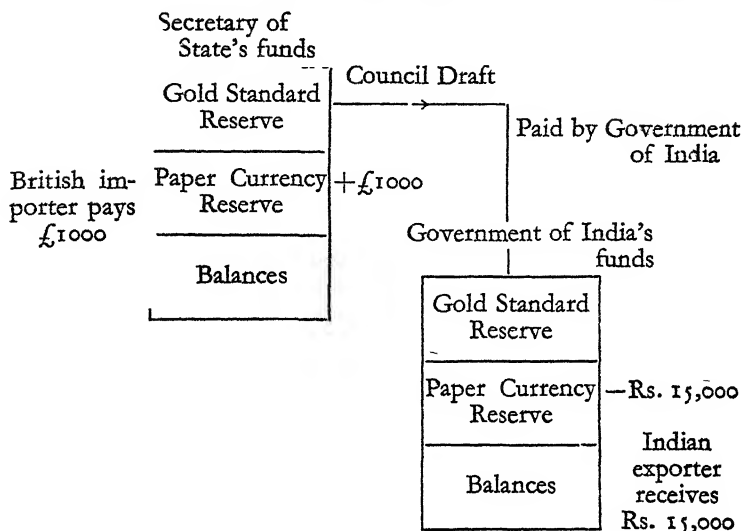 Secretary of
State's funds
Council Draft
Gold Standard
Reserve
Paid by Government
of India
British im-
porter pays
£1000
Paper Currency
Reserve
+£1000
Balances
Government of India's
funds
Gold Standard
Reserve
Paper Currency
Reserve
—Rs. 15,000
Balances
Indian
exporter
receives
Rs. 15,000